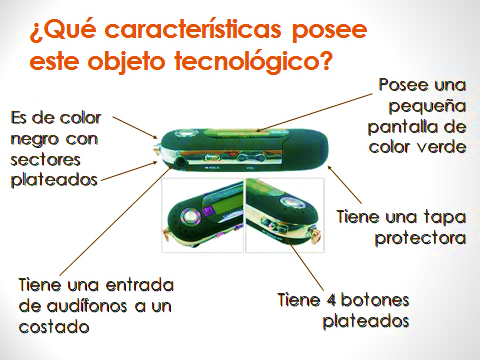 ¿Qué características posee
este objeto tecnológico?
Posee una
pequeña
pantalla de
color verde
Es de color
negro con
sectores
plateados
Tiene una tapa
protectora
Tiene una entrada
de audífonos a un
costado
Tiene 4 botones
plateados